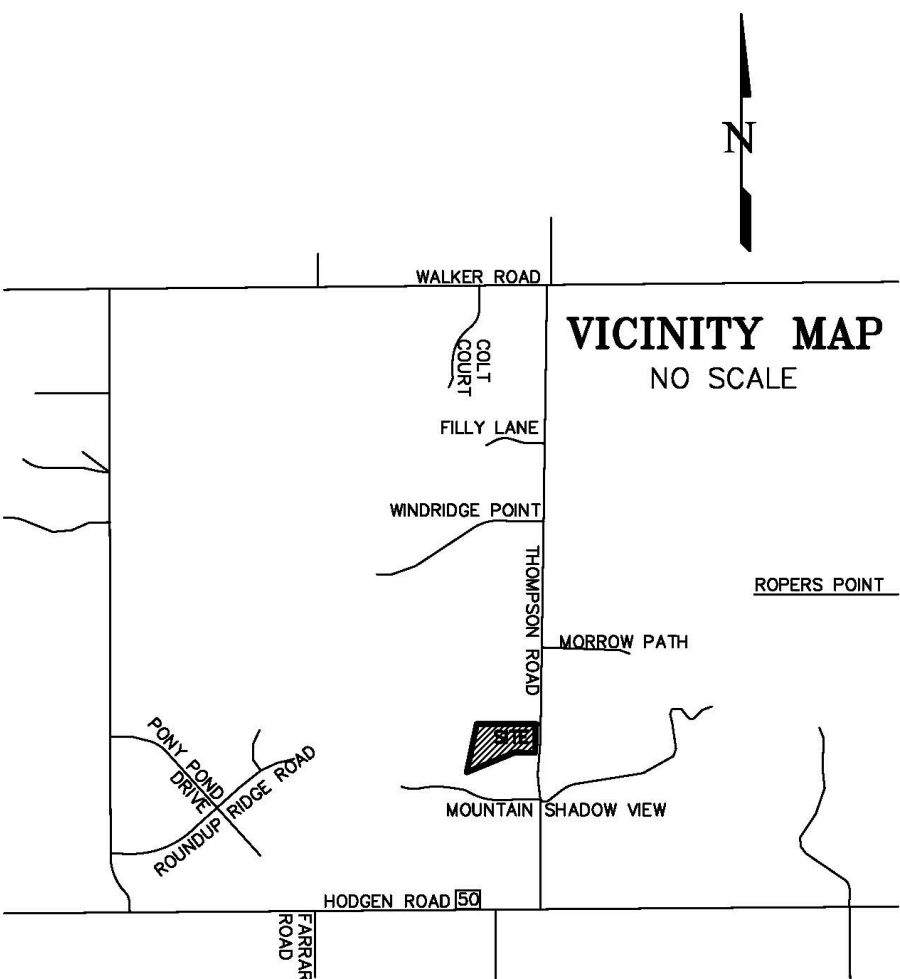 N
WALKER ROAD
VICINITY MAP
NO SCALE
COLT
COURT
FILLY LANE
WINDRIDGE POINT
THOMPSON ROAD
ROPERS POINT
MORROW PATH
SITE
PONY POND
DRIVE
ROUNDUP RIDGE ROAD
MOUNTAIN SHADOW VIEW
HODGEN ROAD 50
FARRAR
ROAD